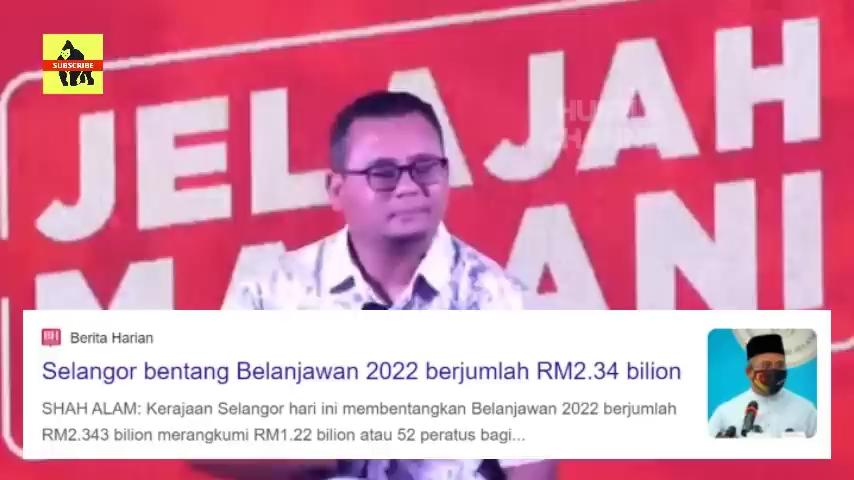 SUBSCRIBE
JELAJAH
MADANI
Berita Harian
Selangor bentang Belanjawan 2022 berjumlah RM2.34 bilion
SHAH ALAM: Kerajaan Selangor hari ini membentangkan Belanjawan 2022 berjumlah
RM2.343 bilion merangkumi RM1.22 bilion atau 52 peratus bagi...